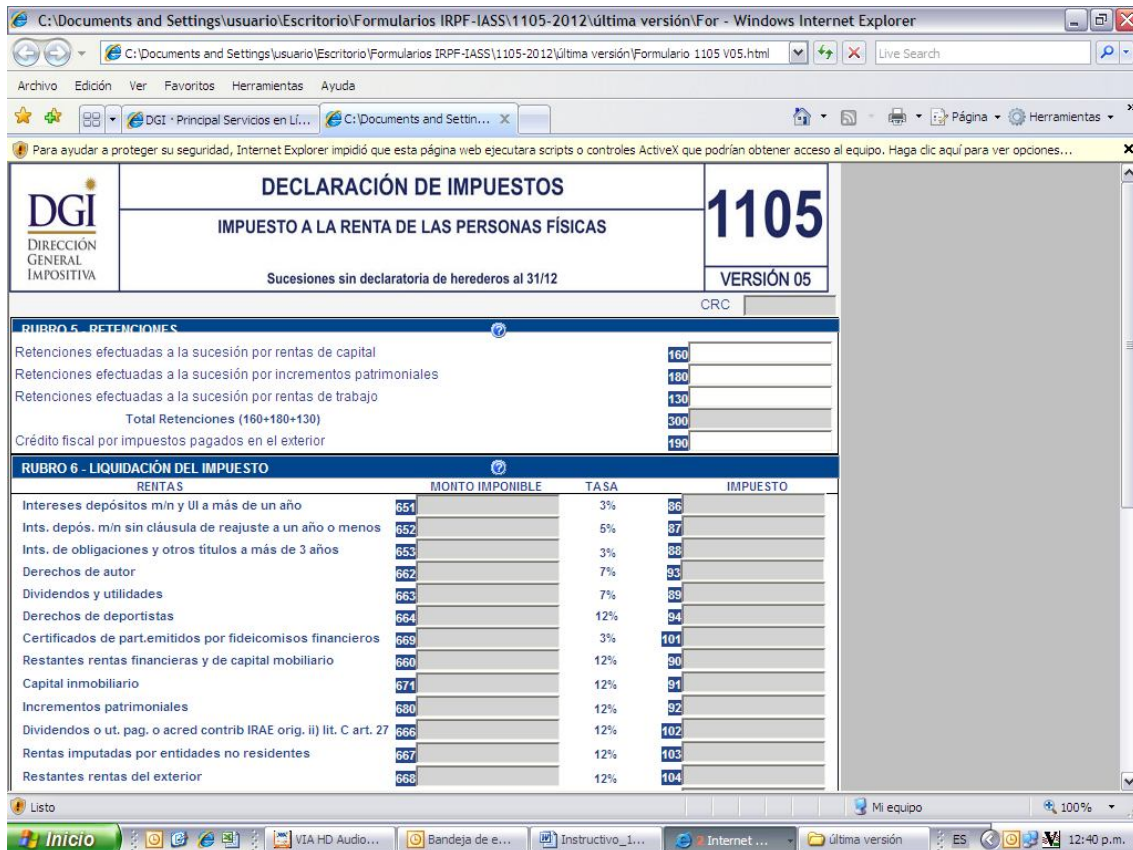 C:\Documents and Settings\usuario\Escritorio\Formularios IRPF-IASS\1105-2012\última versión\For - Windows Internet Explorer
C:\Documents and Settings\usuario\Escritorio\Formularios IRPF-IASS\1105-2012\última versión\Formulario 1105 V05.html Live Search
Archivo Edición Ver Favoritos Herramientas Ayuda
DGI · Principal Servicios en Lí... C:\Documents and Settin... X Página Herramientas
Para ayudar a proteger su seguridad, Internet Explorer impidió que esta página web ejecutara scripts o controles ActiveX que podrían obtener acceso al equipo. Haga clic aquí para ver opciones...
DGI
DIRECCIÓN
GENERAL
IMPOSITIVA
DECLARACIÓN DE IMPUESTOS
IMPUESTO A LA RENTA DE LAS PERSONAS FÍSICAS
Sucesiones sin declaratoria de herederos al 31/12
1105
VERSIÓN 05
CRC
RUBRO 5 - RETENCIONES
Retenciones efectuadas a la sucesión por rentas de capital 160
Retenciones efectuadas a la sucesión por incrementos patrimoniales 180
Retenciones efectuadas a la sucesión por rentas de trabajo 130
Total Retenciones (160+180+130) 300
Crédito fiscal por impuestos pagados en el exterior 190
RUBRO 6 - LIQUIDACIÓN DEL IMPUESTO
RENTAS MONTO IMPONIBLE TASA IMPUESTO
Intereses depósitos m/n y UI a más de un año 651 3% 86
Ints. depós. m/n sin cláusula de reajuste a un año o menos 652 5% 87
Ints. de obligaciones y otros títulos a más de 3 años 653 3% 88
Derechos de autor 662 7% 93
Dividendos y utilidades 663 7% 89
Derechos de deportistas 664 12% 94
Certificados de part.emitidos por fideicomisos financieros 669 3% 101
Restantes rentas financieras y de capital mobiliario 660 12% 90
Capital inmobiliario 671 12% 91
Incrementos patrimoniales 680 12% 92
Dividendos o ut. pag. o acred contrib IRAE orig. ii) lit. C art. 27 666 12% 102
Rentas imputadas por entidades no residentes 667 12% 103
Restantes rentas del exterior 668 12% 104
Listo Mi equipo 100%
Inicio VIA HD Audio... Bandeja de e... Instructivo_1... 2 Internet ... última versión ES 12:40 p.m.